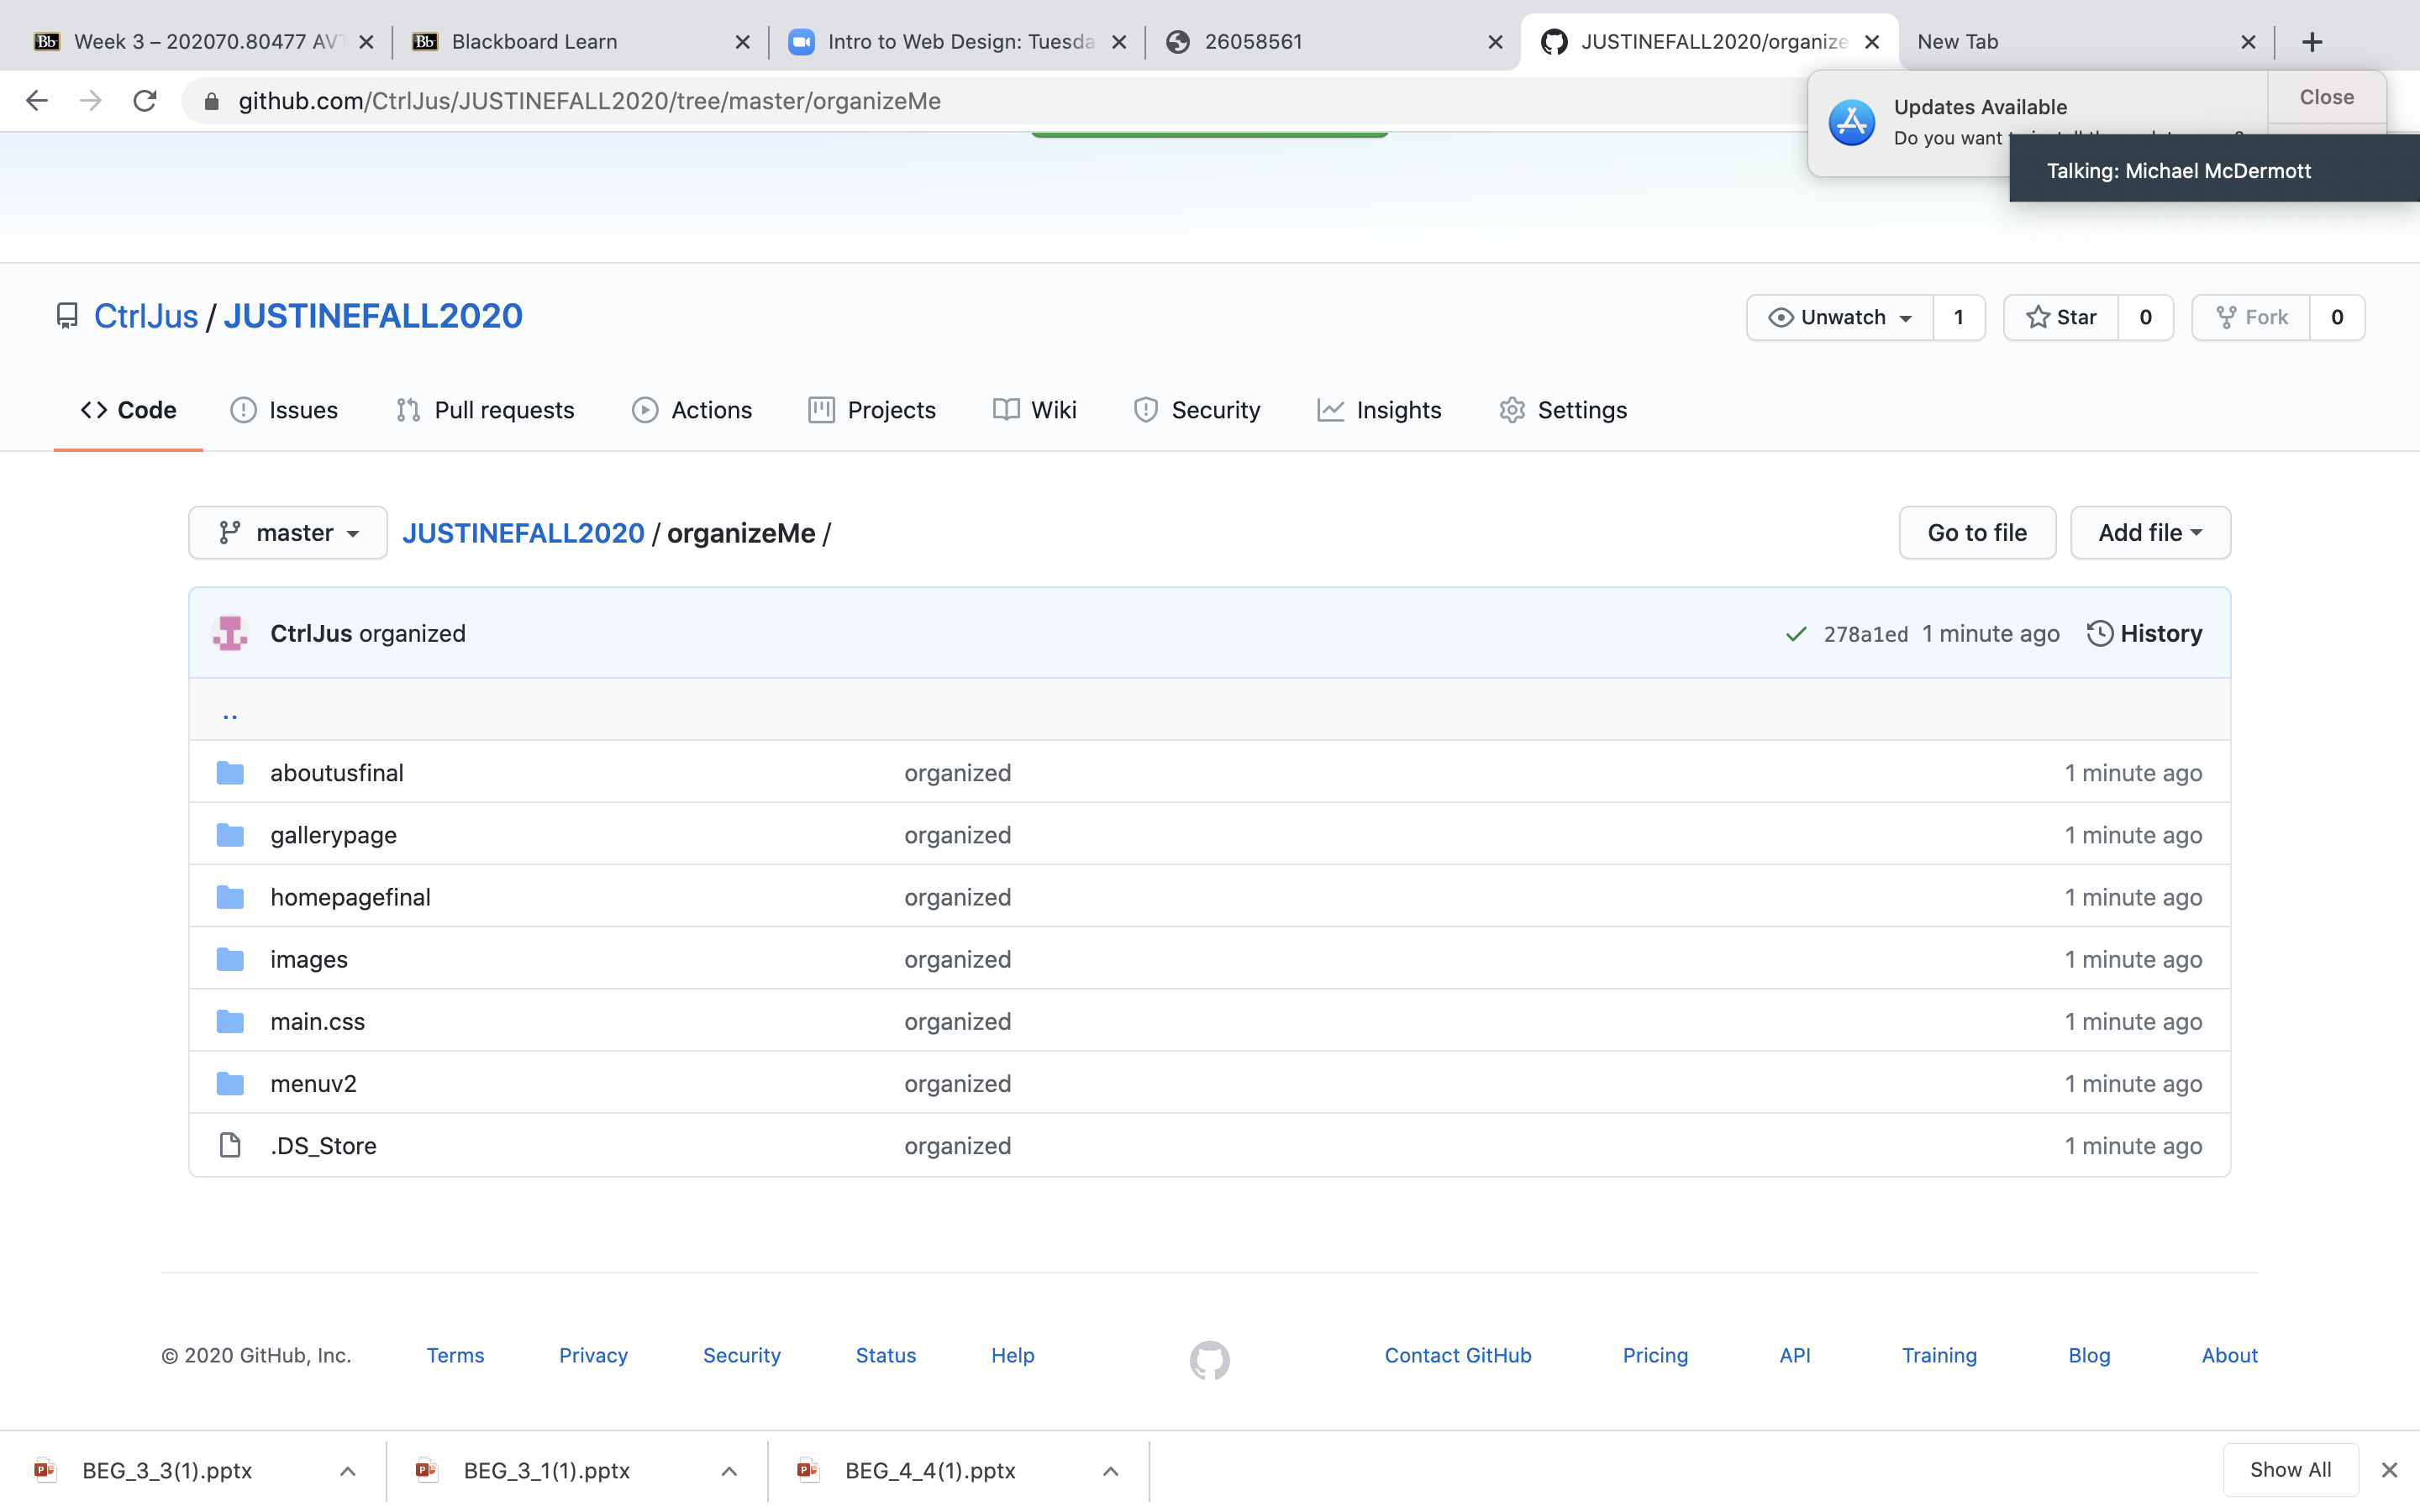 Bb Week 3 – 202070.80477 AV
Bb Blackboard Learn
Intro to Web Design: Tuesda
26058561
JUSTINEFALL2020/organize
New Tab
github.com/CtrlJus/JUSTINEFALL2020/tree/master/organizeMe
Updates Available
Close
Do you want
Talking: Michael McDermott
CtrlJus / JUSTINEFALL2020
Unwatch 1
Star 0
Fork 0
Code
Issues
Pull requests
Actions
Projects
Wiki
Security
Insights
Settings
master
JUSTINEFALL2020 / organizeMe /
Go to file
Add file
CtrlJus organized
278a1ed 1 minute ago
History
..
aboutusfinal organized 1 minute ago
gallerypage organized 1 minute ago
homepagefinal organized 1 minute ago
images organized 1 minute ago
main.css organized 1 minute ago
menuv2 organized 1 minute ago
.DS_Store organized 1 minute ago
© 2020 GitHub, Inc.
Terms
Privacy
Security
Status
Help
Contact GitHub
Pricing
API
Training
Blog
About
BEG_3_3(1).pptx
BEG_3_1(1).pptx
BEG_4_4(1).pptx
Show All